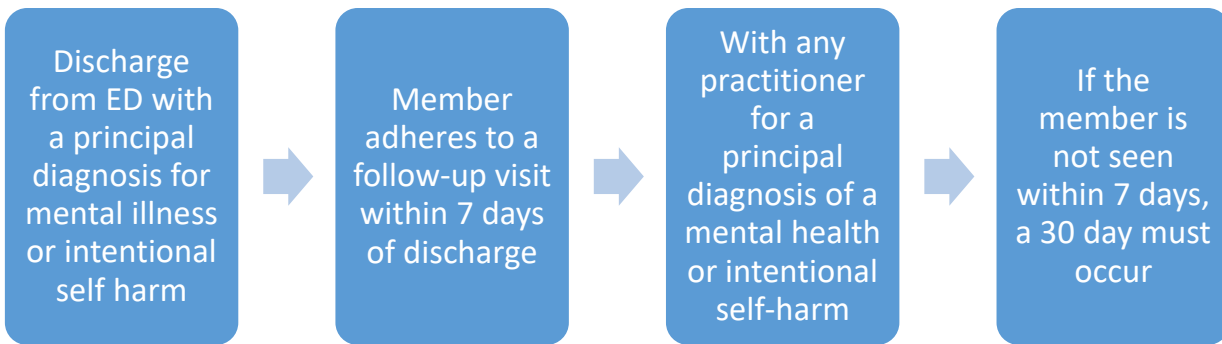 Discharge
from ED with
a principal
diagnosis for
mental illness
or intentional
self harm
Member
adheres to a
follow-up visit
within 7 days
of discharge
With any
practitioner
for a
principal
diagnosis of a
mental health
or intentional
self-harm
If the
member is
not seen
within 7 days,
a 30 day must
occur